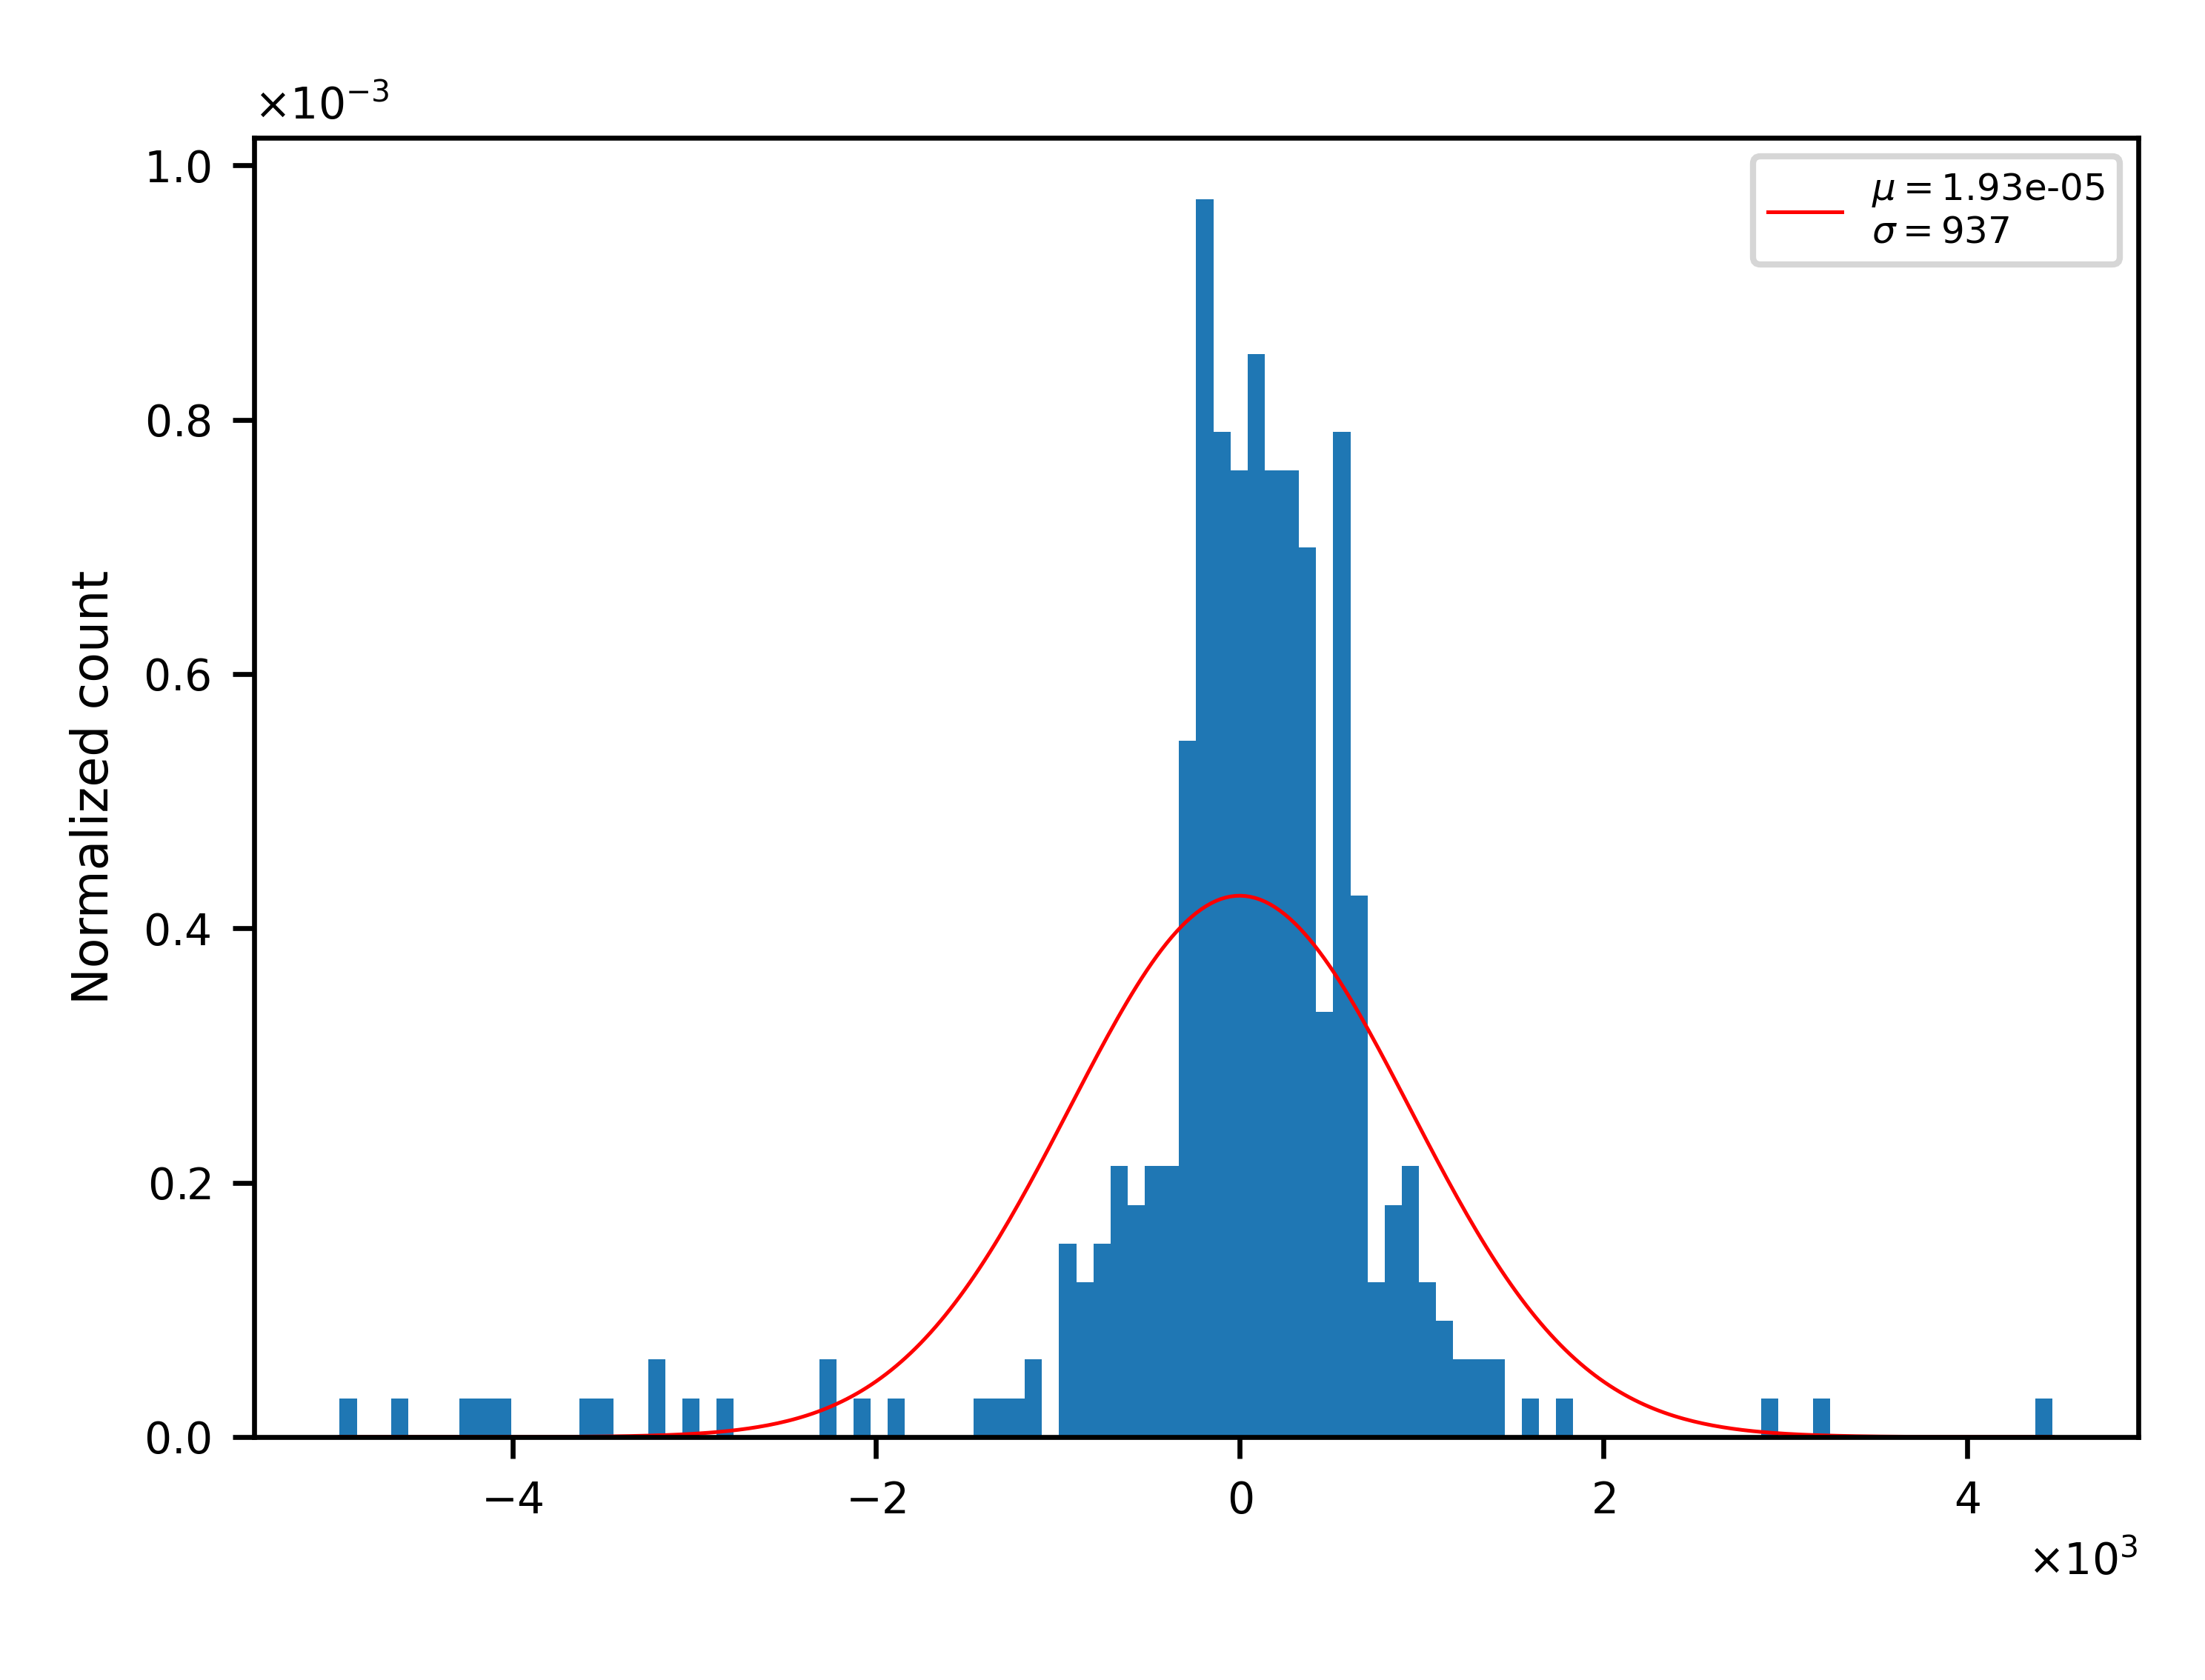 ×10⁻³
μ = 1.93e-05
σ = 937
Normalized count
1.0
0.8
0.6
0.4
0.2
0.0
−4 −2 0 2 4
×10³